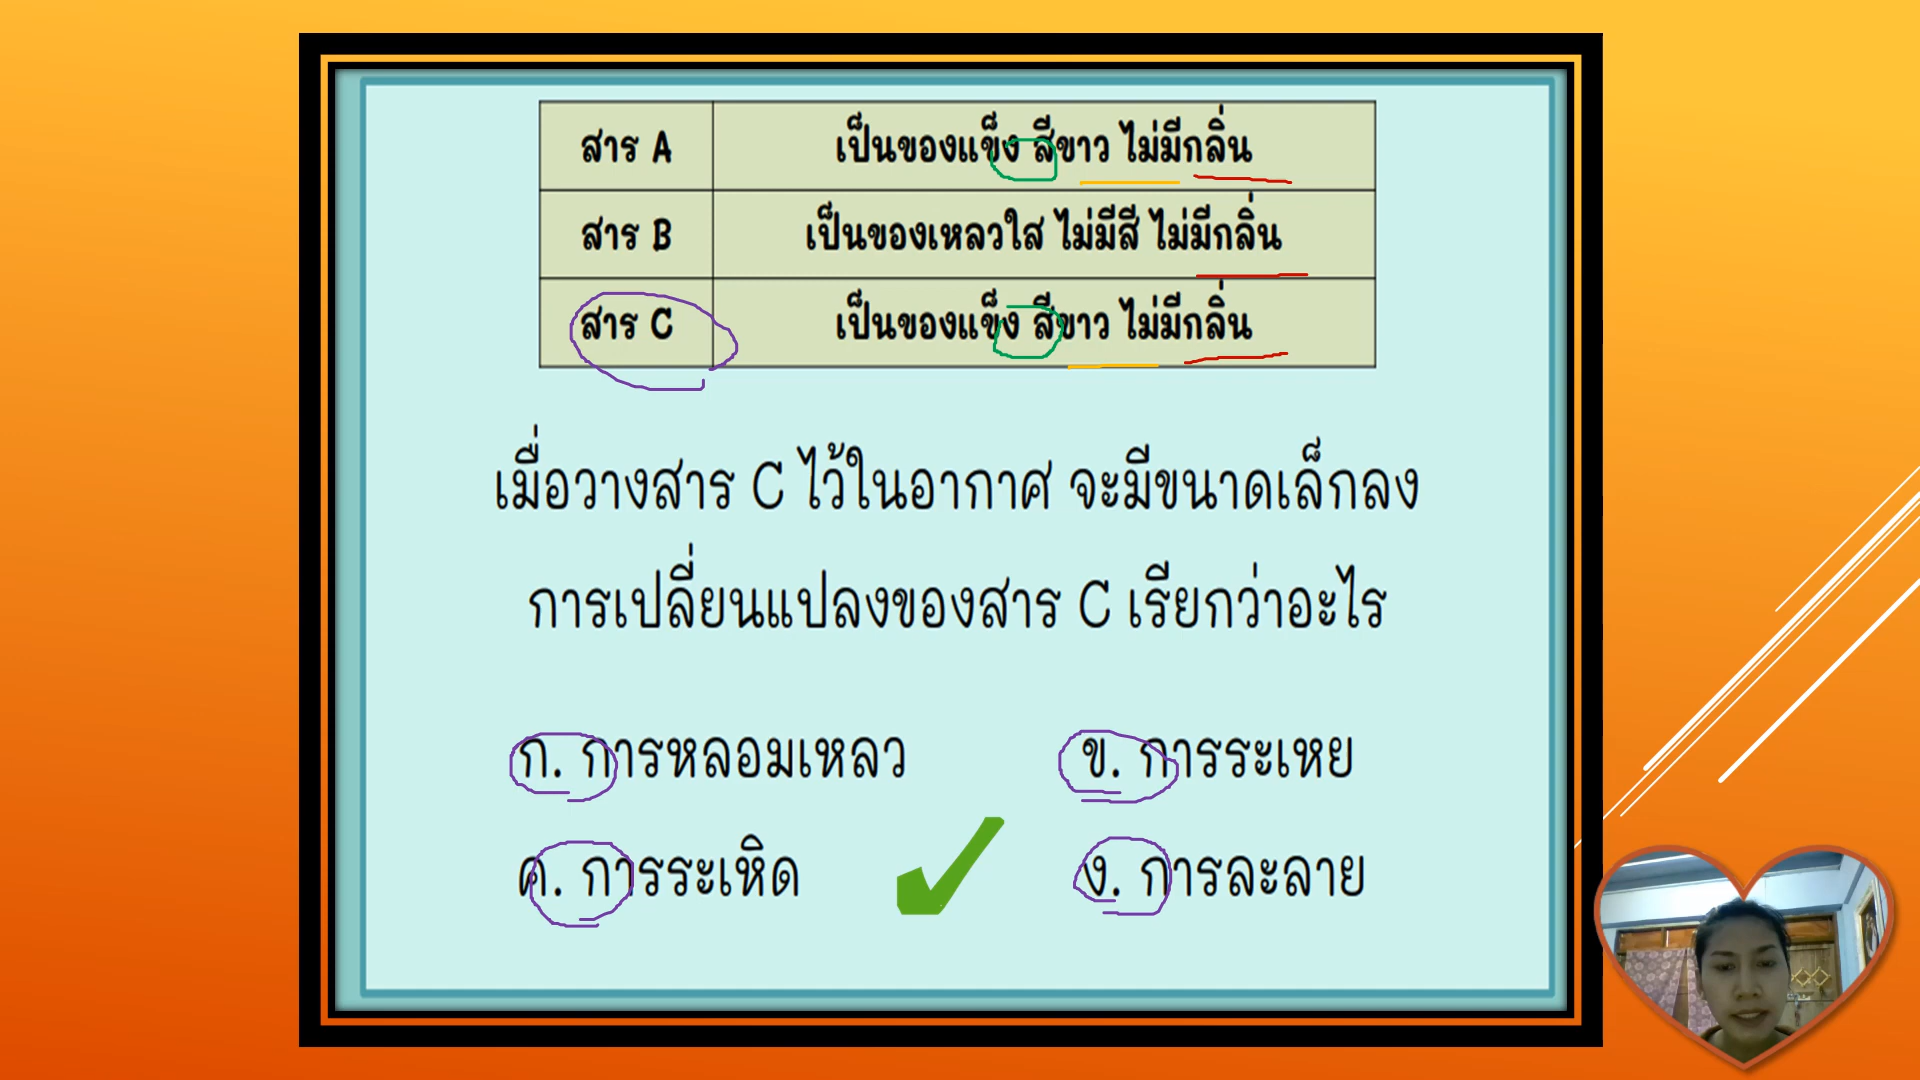 สาร A เป็นของแข็ง สีขาว ไม่มีกลิ่น
สาร B เป็นของเหลวใส ไม่มีสี ไม่มีกลิ่น
สาร C เป็นของแข็ง สีขาว ไม่มีกลิ่น
เมื่อวางสาร C ไว้ในอากาศ จะมีขนาดเล็กลง
การเปลี่ยนแปลงของสาร C เรียกว่าอะไร
ก. การหลอมเหลว ข. การระเหย
ค. การระเหิด ง. การละลาย